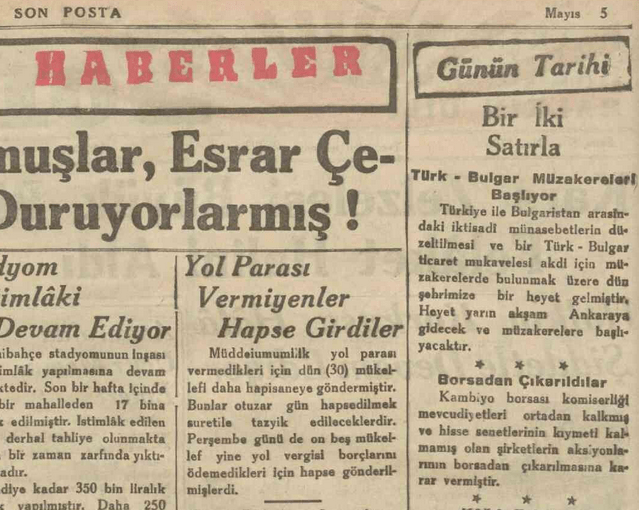 SON POSTA
Mayıs 5
HABERLER
muşlar, Esrar Çe-
Duruyorlarmış !
dyom
imlâki
Devam Ediyor
stadyomunun inşası
imlâk yapılmasına devam
ktedir. Son bir hafta içinde
bir mahalleden 17 bina
k edilmiştir. İstimlâk edilen
derhal tahliye olunmakta
bir zaman zarfında yıktı-
adır.
diye kadar 350 bin liralık
yapılmıştır. Daha 250
Yol Parası
Vermiyenler
Hapse Girdiler
Müddeiumumilik yol parası
vermedikleri için dün (30) mükel-
lefi daha hapisaneye göndermiştir.
Bunlar otuzar gün hapsedilmek
suretile tazyik edileceklerdir.
Perşembe günü de on beş mükel-
lef yine yol vergisi borçlarını
ödemedikleri için hapse gönderil-
mişlerdi.
Günün Tarihi
Bir İki
Satırla
Türk - Bulgar Müzakereleri
Başlıyor
Türkiye ile Bulgaristan arasın-
daki iktisadi münasebetlerin dü-
zeltilmesi ve bir Türk - Bulgar
ticaret mukavelesi akdi için mü-
zakerelerde bulunmak üzere dün
şehrimize bir heyet gelmiştir.
Heyet yarın akşam Ankaraya
gidecek ve müzakerelere başlı-
yacaktır.
* * *
Borsadan Çıkarıldılar
Kambiyo borsası komiserliği
mevcudiyetleri ortadan kalkmış
ve hisse senetlerinin kıymeti kal-
mamış olan şirketlerin aksiyonla-
rının borsadan çıkarılmasına ka-
rar vermiştir.
* * *